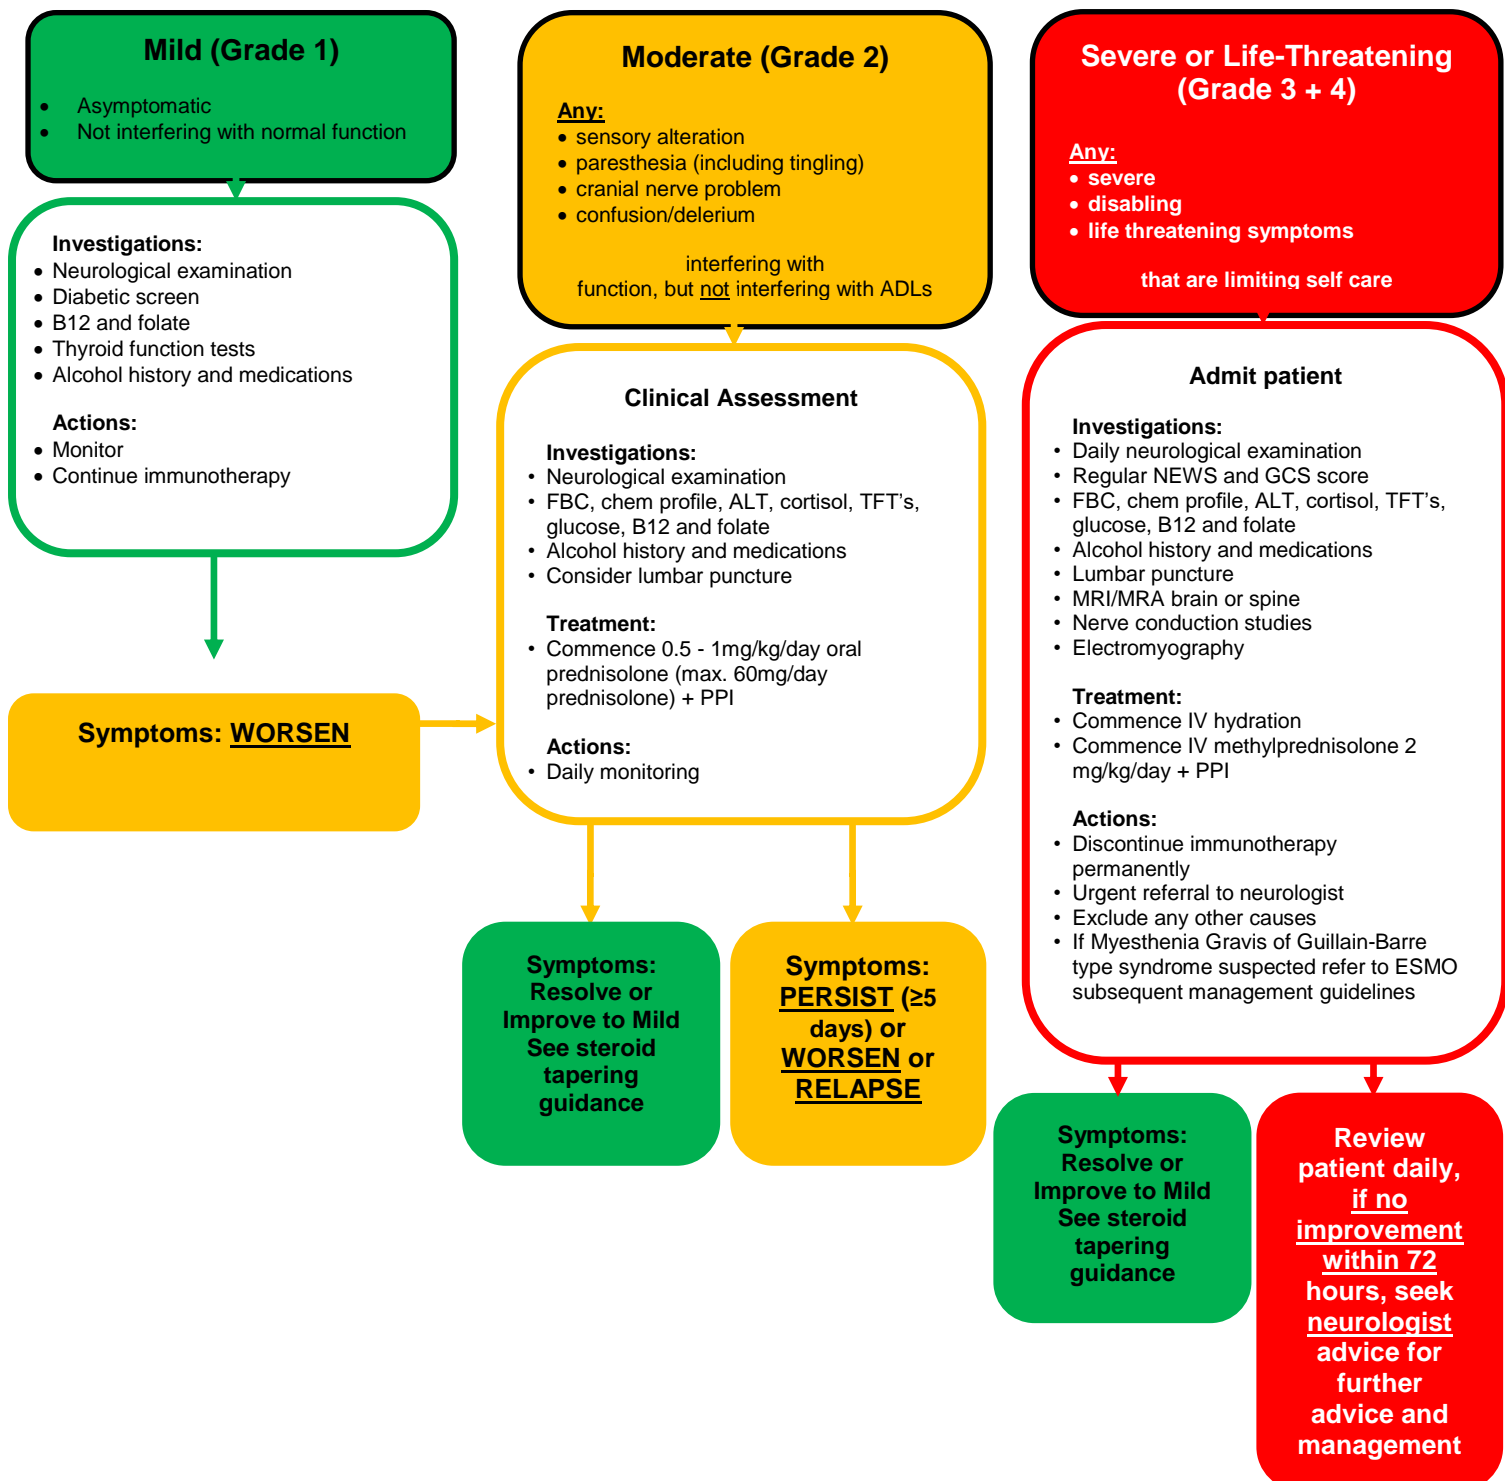 Mild (Grade 1)
• Asymptomatic
• Not interfering with normal function
Investigations:
• Neurological examination
• Diabetic screen
• B12 and folate
• Thyroid function tests
• Alcohol history and medications
Actions:
• Monitor
• Continue immunotherapy
Symptoms: WORSEN
Moderate (Grade 2)
Any:
• sensory alteration
• paresthesia (including tingling)
• cranial nerve problem
• confusion/delerium
interfering with
function, but not interfering with ADLs
Clinical Assessment
Investigations:
• Neurological examination
• FBC, chem profile, ALT, cortisol, TFT’s,
glucose, B12 and folate
• Alcohol history and medications
• Consider lumbar puncture
Treatment:
• Commence 0.5 - 1mg/kg/day oral
prednisolone (max. 60mg/day
prednisolone) + PPI
Actions:
• Daily monitoring
Symptoms:
Resolve or
Improve to Mild
See steroid
tapering
guidance
Symptoms:
PERSIST (≥5
days) or
WORSEN or
RELAPSE
Severe or Life-Threatening
(Grade 3 + 4)
Any:
• severe
• disabling
• life threatening symptoms
that are limiting self care
Admit patient
Investigations:
• Daily neurological examination
• Regular NEWS and GCS score
• FBC, chem profile, ALT, cortisol, TFT’s,
glucose, B12 and folate
• Alcohol history and medications
• Lumbar puncture
• MRI/MRA brain or spine
• Nerve conduction studies
• Electromyography
Treatment:
• Commence IV hydration
• Commence IV methylprednisolone 2
mg/kg/day + PPI
Actions:
• Discontinue immunotherapy
permanently
• Urgent referral to neurologist
• Exclude any other causes
• If Myesthenia Gravis of Guillain-Barre
type syndrome suspected refer to ESMO
subsequent management guidelines
Symptoms:
Resolve or
Improve to Mild
See steroid
tapering
guidance
Review
patient daily,
if no
improvement
within 72
hours, seek
neurologist
advice for
further
advice and
management